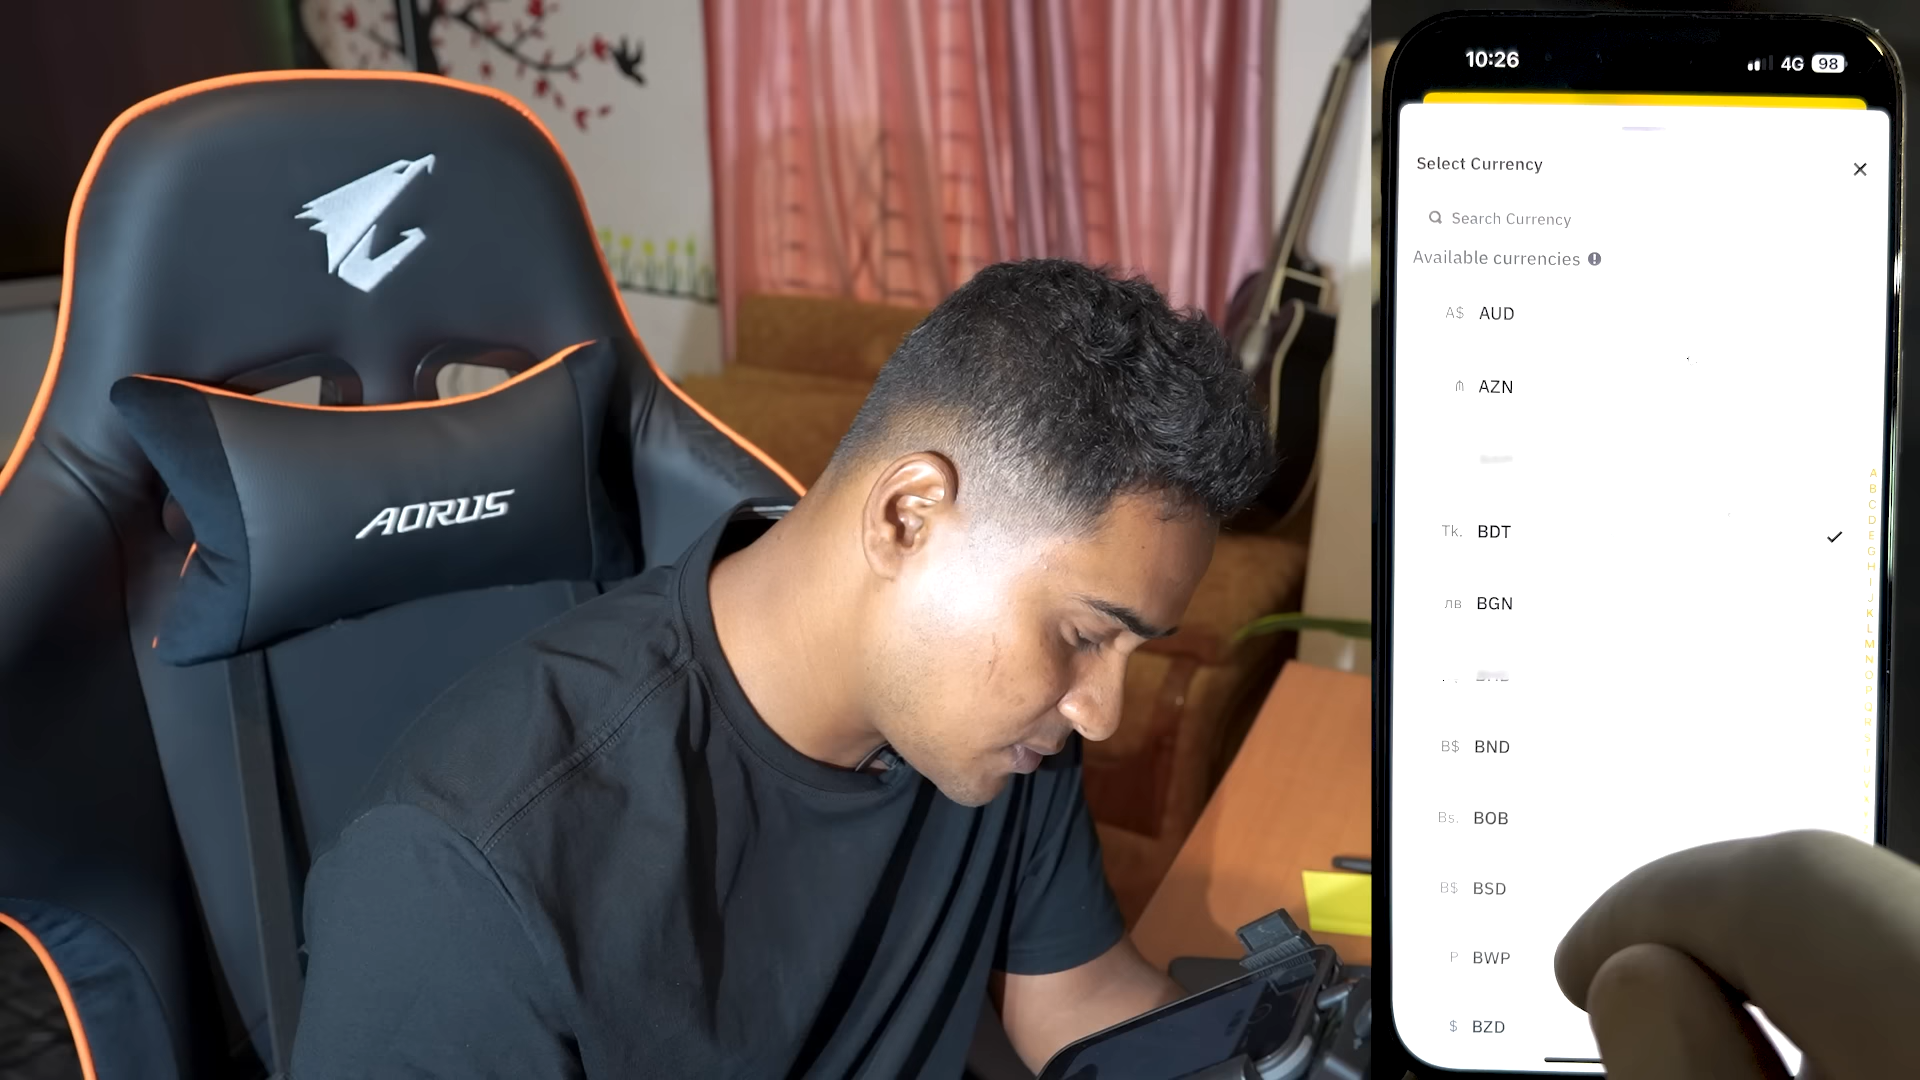 AORUS
10:26
4G 98
Select Currency
Search Currency
Available currencies
A$ AUD
₼ AZN
Tk. BDT
лв BGN
B$ BND
Bs. BOB
B$ BSD
P BWP
$ BZD
A
B
C
D
E
G
H
I
J
K
L
M
N
O
P
Q
R
S
T